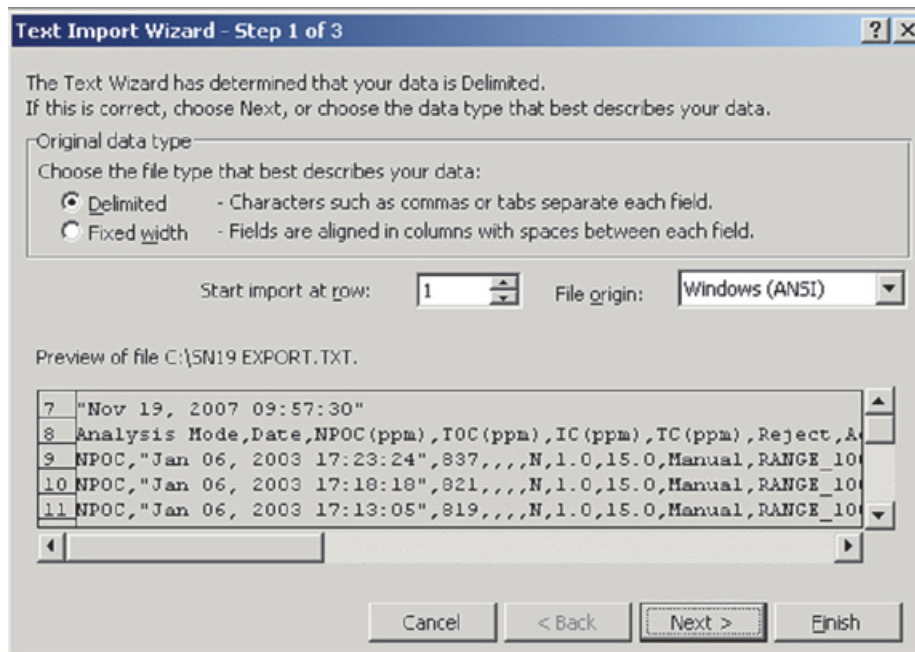 Text Import Wizard - Step 1 of 3
The Text Wizard has determined that your data is Delimited.
If this is correct, choose Next, or choose the data type that best describes your data.
Original data type
Choose the file type that best describes your data:
Delimited - Characters such as commas or tabs separate each field.
Fixed width - Fields are aligned in columns with spaces between each field.
Start import at row: 1 File origin: Windows (ANSI)
Preview of file C:\SN19 EXPORT.TXT.
7 "Nov 19, 2007 09:57:30"
8 Analysis Mode,Date,NPOC(ppm),TOC(ppm),IC(ppm),TC(ppm),Reject,A
9 NPOC,"Jan 06, 2003 17:23:24",837,,,,N,1.0,15.0,Manual,RANGE_10
10 NPOC,"Jan 06, 2003 17:18:18",821,,,,N,1.0,15.0,Manual,RANGE_10
11 NPOC,"Jan 06, 2003 17:13:05",819,,,,N,1.0,15.0,Manual,RANGE_10
Cancel < Back Next > Finish